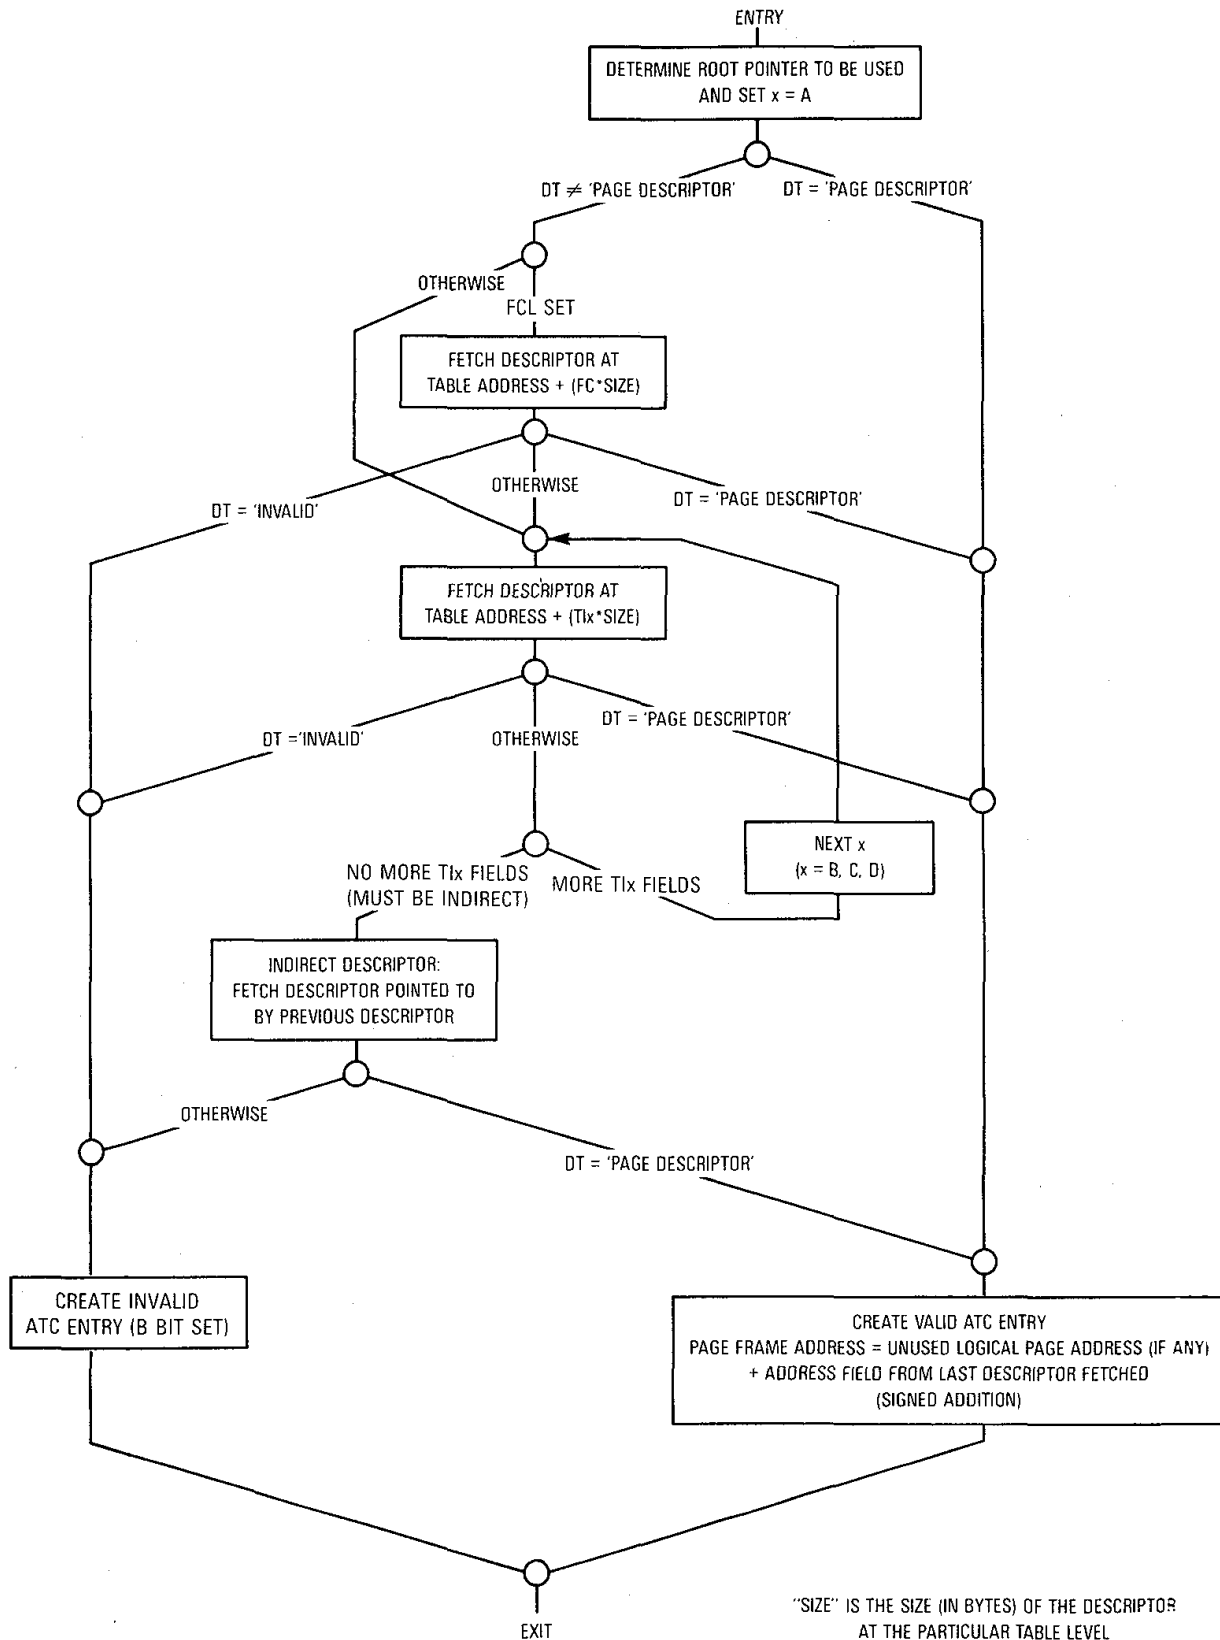 ENTRY
DETERMINE ROOT POINTER TO BE USED
AND SET x = A
DT ≠ 'PAGE DESCRIPTOR'
DT = 'PAGE DESCRIPTOR'
OTHERWISE
FCL SET
FETCH DESCRIPTOR AT
TABLE ADDRESS + (FC*SIZE)
DT = 'INVALID'
OTHERWISE
DT = 'PAGE DESCRIPTOR'
FETCH DESCRIPTOR AT
TABLE ADDRESS + (TIx*SIZE)
DT ='INVALID'
OTHERWISE
DT = 'PAGE DESCRIPTOR'
NEXT x
(x = B, C, D)
NO MORE TIx FIELDS
(MUST BE INDIRECT)
MORE TIx FIELDS
INDIRECT DESCRIPTOR:
FETCH DESCRIPTOR POINTED TO
BY PREVIOUS DESCRIPTOR
OTHERWISE
DT = 'PAGE DESCRIPTOR'
CREATE INVALID
ATC ENTRY (B BIT SET)
CREATE VALID ATC ENTRY
PAGE FRAME ADDRESS = UNUSED LOGICAL PAGE ADDRESS (IF ANY)
+ ADDRESS FIELD FROM LAST DESCRIPTOR FETCHED
(SIGNED ADDITION)
EXIT
"SIZE" IS THE SIZE (IN BYTES) OF THE DESCRIPTOR
AT THE PARTICULAR TABLE LEVEL